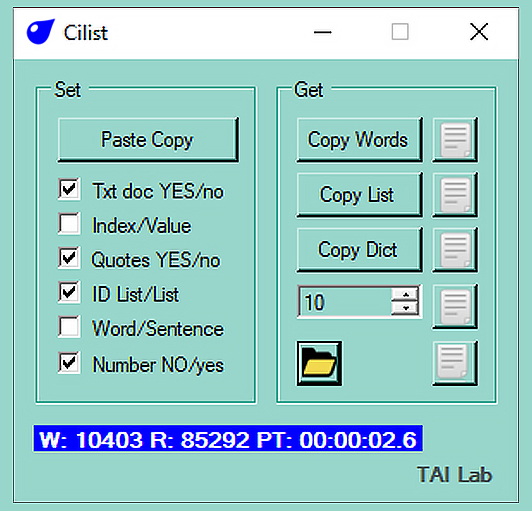 Cilist
Set
Paste Copy
Txt doc YES/no
Index/Value
Quotes YES/no
ID List/List
Word/Sentence
Number NO/yes
Get
Copy Words
Copy List
Copy Dict
10
W: 10403 R: 85292 PT: 00:00:02.6
TAI Lab